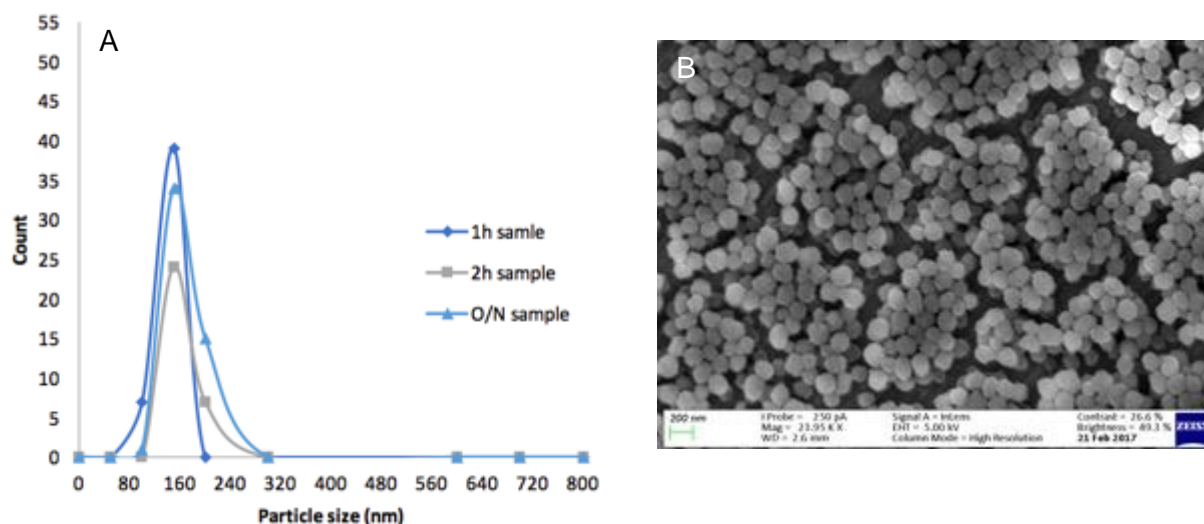 A
55
50
45
40
35
30
25
20
15
10
5
0
Count
0 80 160 240 320 400 480 560 640 720 800
Particle size (nm)
1h samle
2h sample
O/N sample
B
200 nm
I Probe = 250 pA Signal A = InLens Contrast = 26.6 %
Mag = 23.95 K X EHT = 5.00 kV Brightness = 49.3 %
WD = 2.6 mm Column Mode = High Resolution 21 Feb 2017
ZEISS